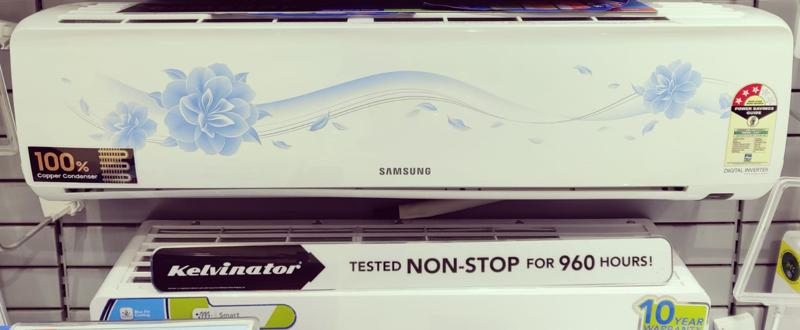 POWER SAVINGS
GUIDE
100%
Copper Condenser
SAMSUNG
DIGITAL INVERTER
Kelvinator
TESTED NON-STOP FOR 960 HOURS!
Smart
10 YEAR
WARRANTY